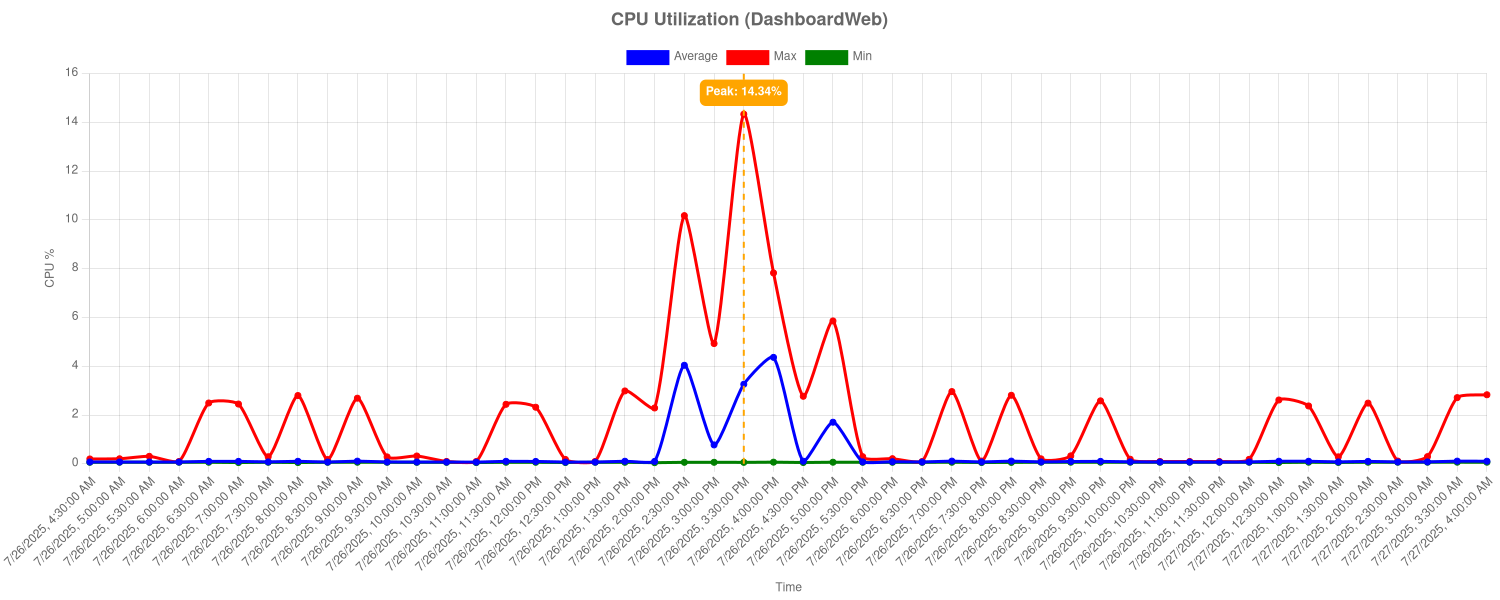 CPU Utilization (DashboardWeb)
Average Max Min
Peak: 14.34%
16
14
12
10
8
6
4
2
0
CPU %
7/26/2025, 4:30:00 AM
7/26/2025, 5:00:00 AM
7/26/2025, 5:30:00 AM
7/26/2025, 6:00:00 AM
7/26/2025, 6:30:00 AM
7/26/2025, 7:00:00 AM
7/26/2025, 7:30:00 AM
7/26/2025, 8:00:00 AM
7/26/2025, 8:30:00 AM
7/26/2025, 9:00:00 AM
7/26/2025, 9:30:00 AM
7/26/2025, 10:00:00 AM
7/26/2025, 10:30:00 AM
7/26/2025, 11:00:00 AM
7/26/2025, 11:30:00 AM
7/26/2025, 12:00:00 PM
7/26/2025, 12:30:00 PM
7/26/2025, 1:00:00 PM
7/26/2025, 1:30:00 PM
7/26/2025, 2:00:00 PM
7/26/2025, 2:30:00 PM
7/26/2025, 3:00:00 PM
7/26/2025, 3:30:00 PM
7/26/2025, 4:00:00 PM
7/26/2025, 4:30:00 PM
7/26/2025, 5:00:00 PM
7/26/2025, 5:30:00 PM
7/26/2025, 6:00:00 PM
7/26/2025, 6:30:00 PM
7/26/2025, 7:00:00 PM
7/26/2025, 7:30:00 PM
7/26/2025, 8:00:00 PM
7/26/2025, 8:30:00 PM
7/26/2025, 9:00:00 PM
7/26/2025, 9:30:00 PM
7/26/2025, 10:00:00 PM
7/26/2025, 10:30:00 PM
7/26/2025, 11:00:00 PM
7/26/2025, 11:30:00 PM
7/27/2025, 12:00:00 AM
7/27/2025, 12:30:00 AM
7/27/2025, 1:00:00 AM
7/27/2025, 1:30:00 AM
7/27/2025, 2:00:00 AM
7/27/2025, 2:30:00 AM
7/27/2025, 3:00:00 AM
7/27/2025, 3:30:00 AM
7/27/2025, 4:00:00 AM
Time